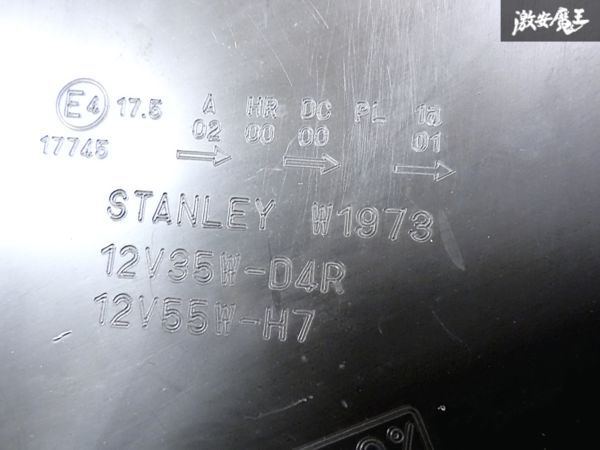 激安魔王
E4 17.5 A HR DC PL 1a
17745 02 00 00 01
STANLEY W1973
12V35W-D4R
12V55W-H7
%